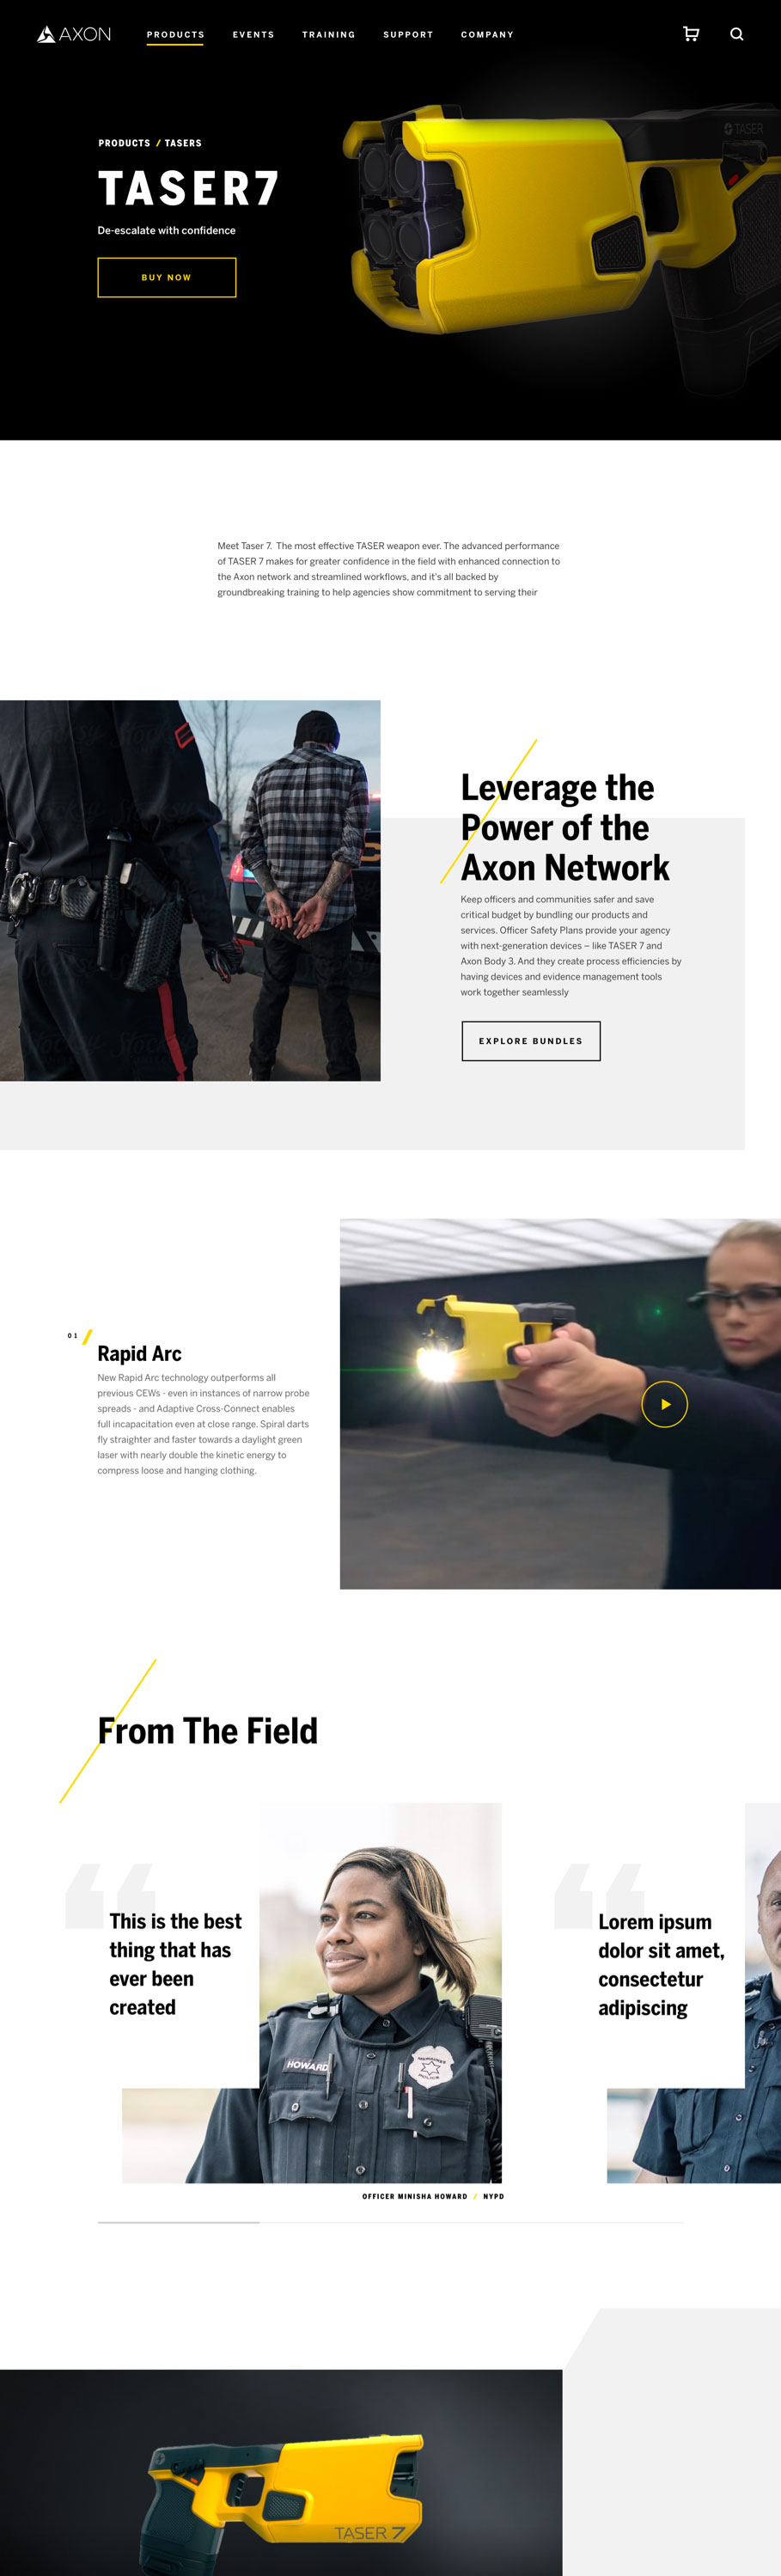 AXON
PRODUCTS
EVENTS
TRAINING
SUPPORT
COMPANY
PRODUCTS / TASERS
TASER7
De-escalate with confidence
BUY NOW
TASER
Meet Taser 7. The most effective TASER weapon ever. The advanced performance
of TASER 7 makes for greater confidence in the field with enhanced connection to
the Axon network and streamlined workflows, and it's all backed by
groundbreaking training to help agencies show commitment to serving their
Leverage the
Power of the
Axon Network
Keep officers and communities safer and save
critical budget by bundling our products and
services. Officer Safety Plans provide your agency
with next-generation devices – like TASER 7 and
Axon Body 3. And they create process efficiencies by
having devices and evidence management tools
work together seamlessly
EXPLORE BUNDLES
01
Rapid Arc
New Rapid Arc technology outperforms all
previous CEWs - even in instances of narrow probe
spreads - and Adaptive Cross-Connect enables
full incapacitation even at close range. Spiral darts
fly straighter and faster towards a daylight green
laser with nearly double the kinetic energy to
compress loose and hanging clothing.
From The Field
“
This is the best
thing that has
ever been
created
HOWARD
POLICE
OFFICER MINISHA HOWARD / NYPD
“
Lorem ipsum
dolor sit amet,
consectetur
adipiscing
TASER 7